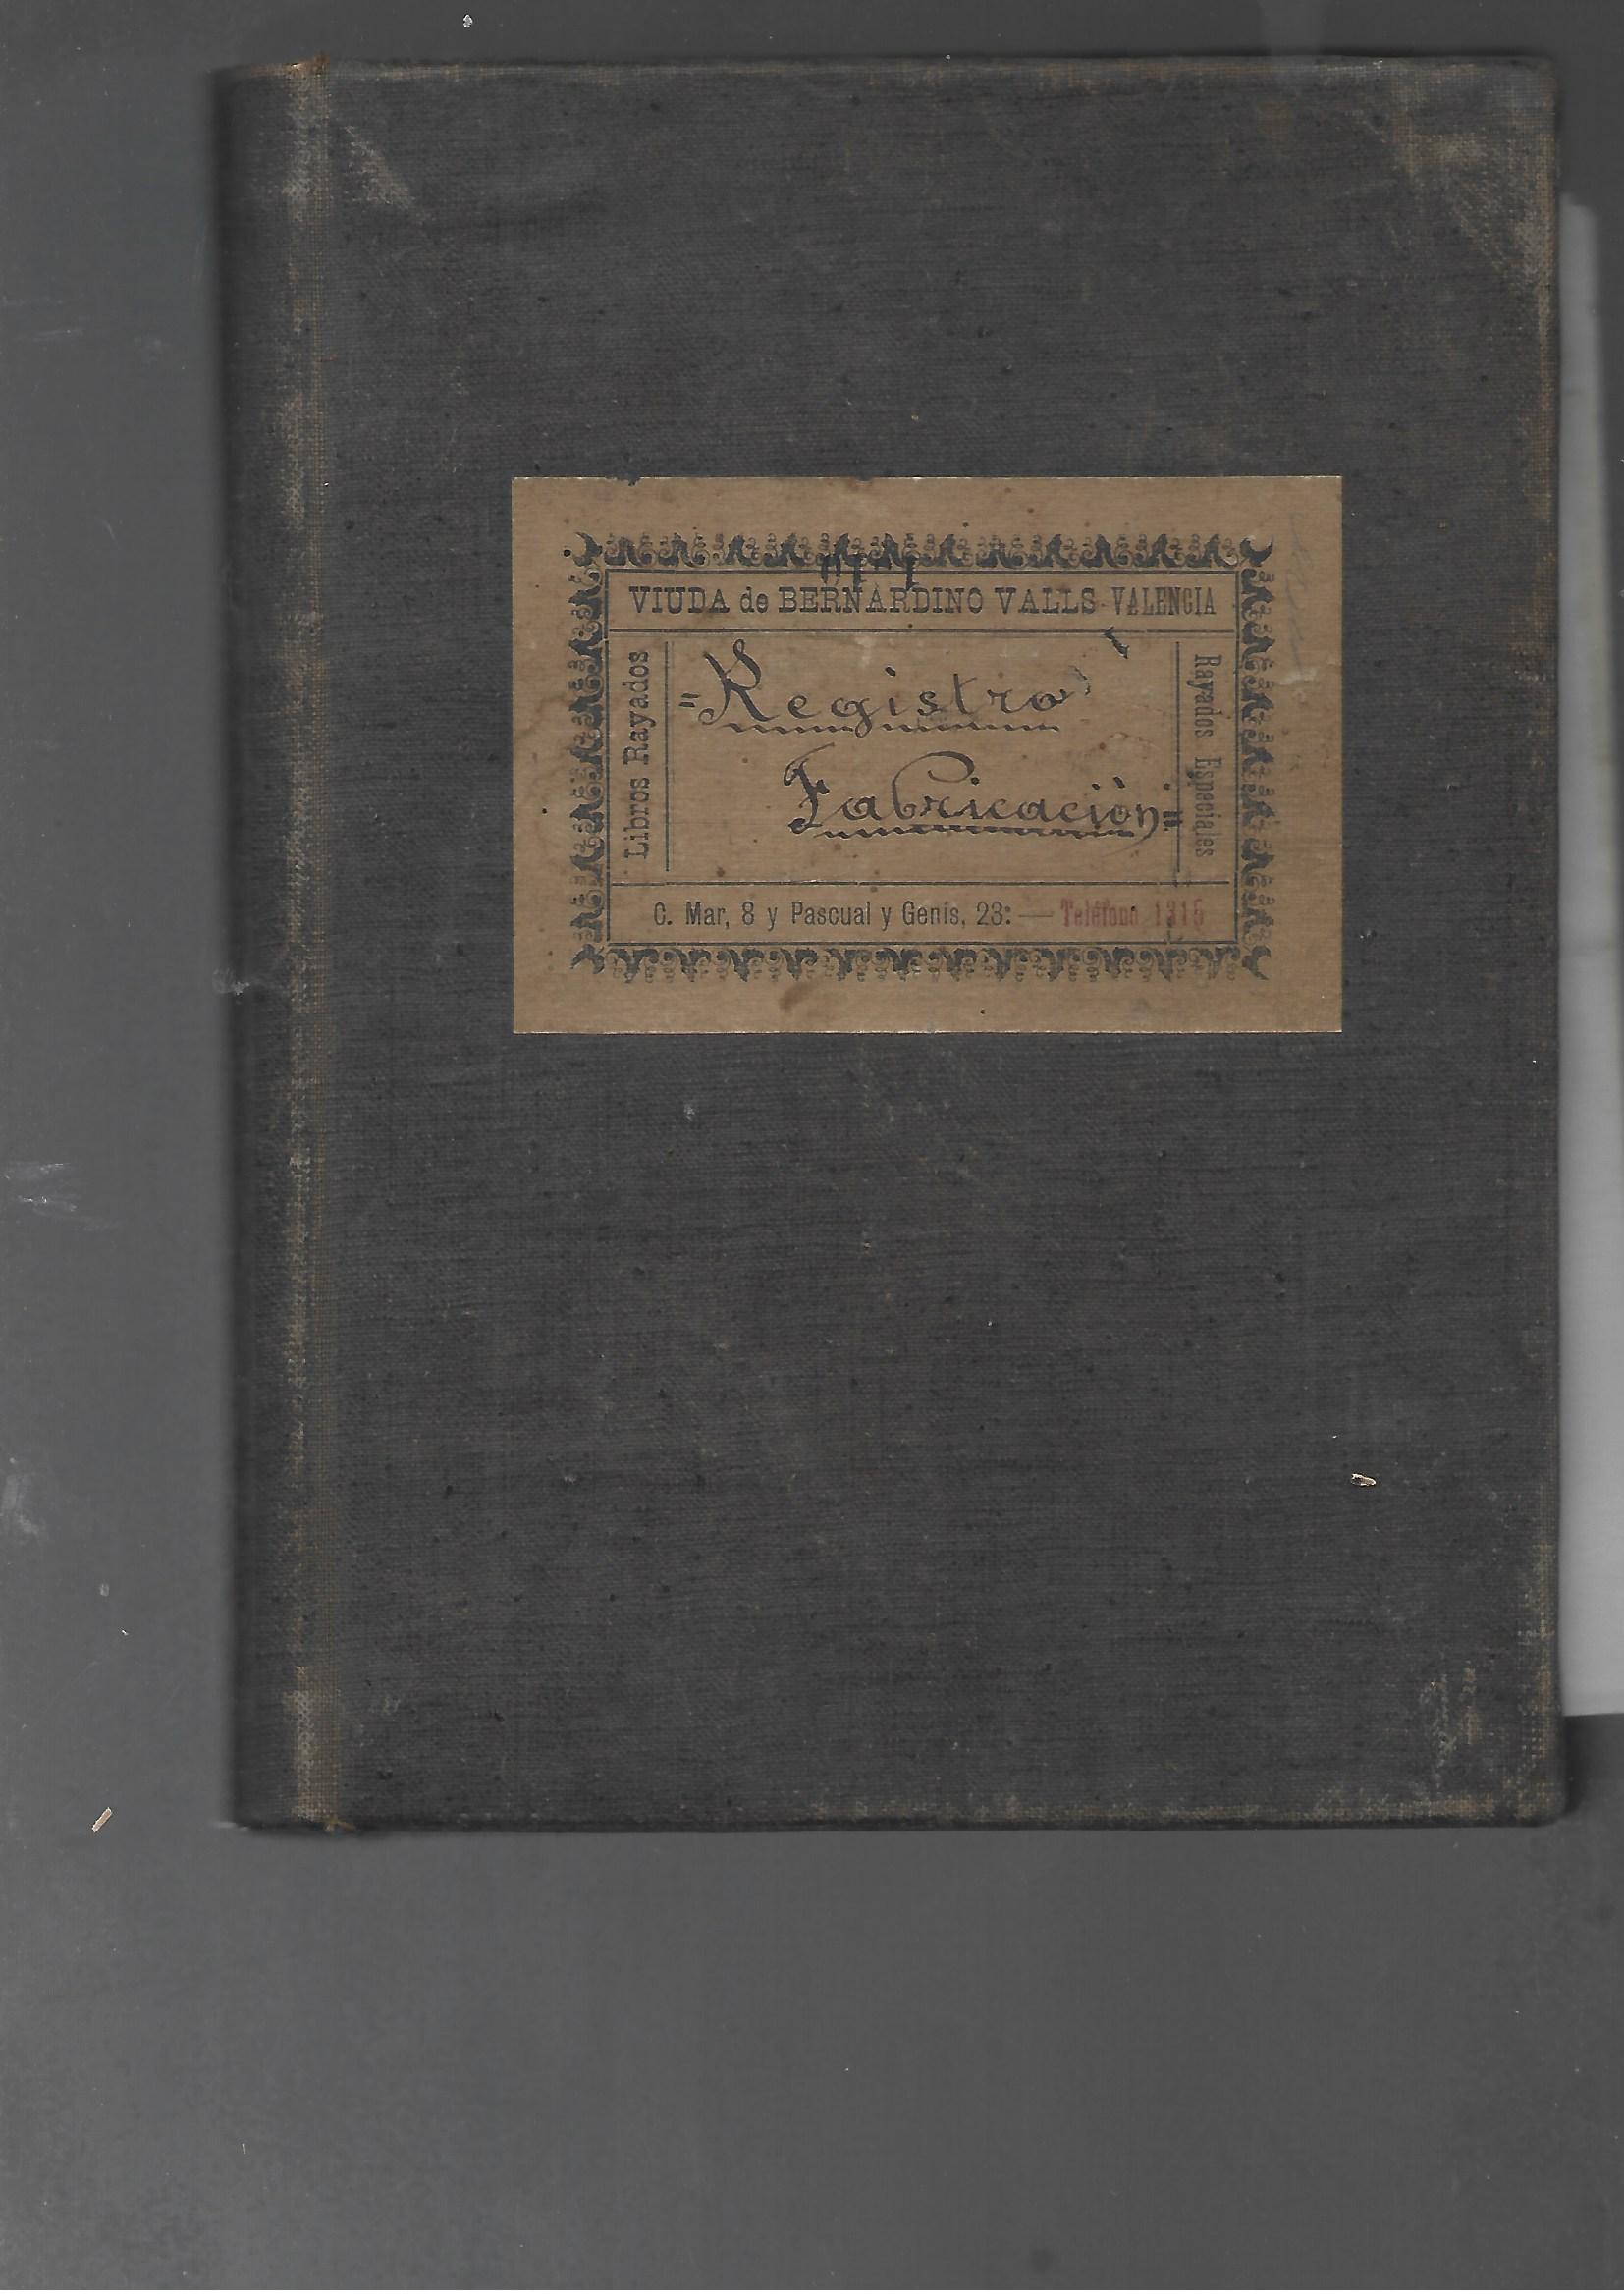 VIUDA de BERNARDINO VALLS-VALENCIA
Libros Rayados
=Registro
Fabricación=
Rayados Especiales
C. Mar, 8 y Pascual y Genis, 23: — Teléfono 1315